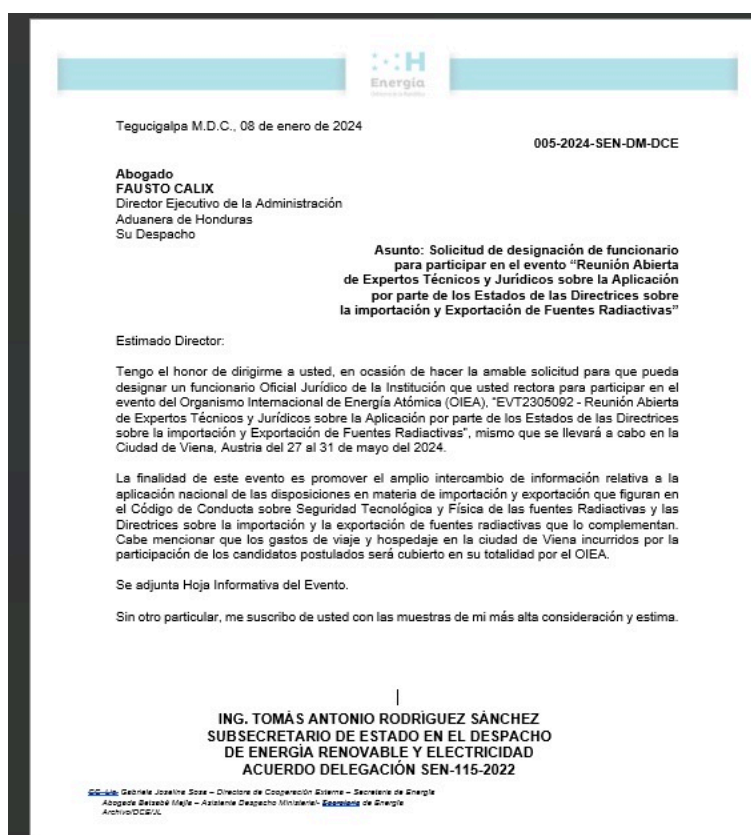 H
Energía
Tegucigalpa M.D.C., 08 de enero de 2024
005-2024-SEN-DM-DCE
Abogado
FAUSTO CALIX
Director Ejecutivo de la Administración
Aduanera de Honduras
Su Despacho
Asunto: Solicitud de designación de funcionario
para participar en el evento “Reunión Abierta
de Expertos Técnicos y Jurídicos sobre la Aplicación
por parte de los Estados de las Directrices sobre
la importación y Exportación de Fuentes Radiactivas”
Estimado Director:
Tengo el honor de dirigirme a usted, en ocasión de hacer la amable solicitud para que pueda
designar un funcionario Oficial Jurídico de la Institución que usted rectora para participar en el
evento del Organismo Internacional de Energía Atómica (OIEA), “EVT2305092 - Reunión Abierta
de Expertos Técnicos y Jurídicos sobre la Aplicación por parte de los Estados de las Directrices
sobre la importación y Exportación de Fuentes Radiactivas”, mismo que se llevará a cabo en la
Ciudad de Viena, Austria del 27 al 31 de mayo del 2024.
La finalidad de este evento es promover el amplio intercambio de información relativa a la
aplicación nacional de las disposiciones en materia de importación y exportación que figuran en
el Código de Conducta sobre Seguridad Tecnológica y Física de las fuentes Radiactivas y las
Directrices sobre la importación y la exportación de fuentes radiactivas que lo complementan.
Cabe mencionar que los gastos de viaje y hospedaje en la ciudad de Viena incurridos por la
participación de los candidatos postulados será cubierto en su totalidad por el OIEA.
Se adjunta Hoja Informativa del Evento.
Sin otro particular, me suscribo de usted con las muestras de mi más alta consideración y estima.
ING. TOMÁS ANTONIO RODRÍGUEZ SÁNCHEZ
SUBSECRETARIO DE ESTADO EN EL DESPACHO
DE ENERGÌA RENOVABLE Y ELECTRICIDAD
ACUERDO DELEGACIÓN SEN-115-2022
CC-Lic. Gabriela Joseline Sosa – Directora de Cooperación Externa – Secretaria de Energía
Abogada Betsabé Mejía – Asistente Despacho Ministerial- Secretaria de Energía
Archivo/DCE/JL